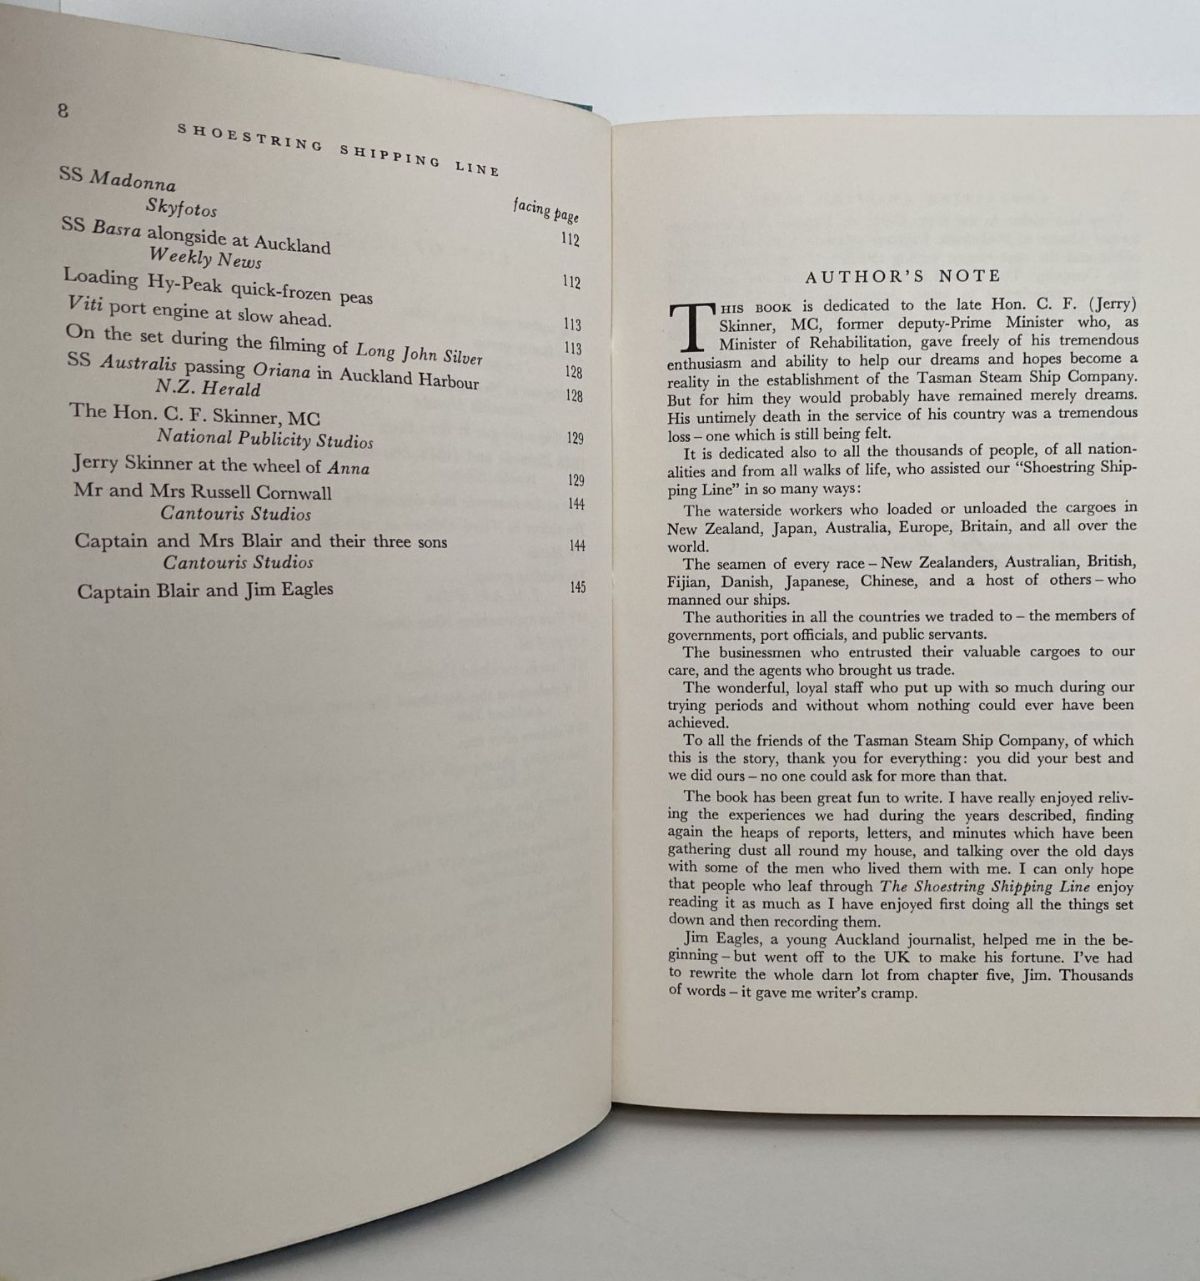 8
SHOESTRING SHIPPING LINE
facing page
SS Madonna
Skyfotos 112
SS Basra alongside at Auckland
Weekly News 112
Loading Hy-Peak quick-frozen peas 113
Viti port engine at slow ahead. 113
On the set during the filming of Long John Silver 128
SS Australis passing Oriana in Auckland Harbour 128
N.Z. Herald
The Hon. C. F. Skinner, MC
National Publicity Studios 129
Jerry Skinner at the wheel of Anna 129
Mr and Mrs Russell Cornwall 144
Cantouris Studios
Captain and Mrs Blair and their three sons 144
Cantouris Studios
Captain Blair and Jim Eagles 145
AUTHOR'S NOTE
THIS BOOK is dedicated to the late Hon. C. F. (Jerry)
Skinner, MC, former deputy-Prime Minister who, as
Minister of Rehabilitation, gave freely of his tremendous
enthusiasm and ability to help our dreams and hopes become a
reality in the establishment of the Tasman Steam Ship Company.
But for him they would probably have remained merely dreams.
His untimely death in the service of his country was a tremendous
loss – one which is still being felt.
It is dedicated also to all the thousands of people, of all nation-
alities and from all walks of life, who assisted our "Shoestring Ship-
ping Line" in so many ways:
The waterside workers who loaded or unloaded the cargoes in
New Zealand, Japan, Australia, Europe, Britain, and all over the
world.
The seamen of every race – New Zealanders, Australian, British,
Fijian, Danish, Japanese, Chinese, and a host of others – who
manned our ships.
The authorities in all the countries we traded to – the members of
governments, port officials, and public servants.
The businessmen who entrusted their valuable cargoes to our
care, and the agents who brought us trade.
The wonderful, loyal staff who put up with so much during our
trying periods and without whom nothing could ever have been
achieved.
To all the friends of the Tasman Steam Ship Company, of which
this is the story, thank you for everything: you did your best and
we did ours – no one could ask for more than that.
The book has been great fun to write. I have really enjoyed reliv-
ing the experiences we had during the years described, finding
again the heaps of reports, letters, and minutes which have been
gathering dust all round my house, and talking over the old days
with some of the men who lived them with me. I can only hope
that people who leaf through The Shoestring Shipping Line enjoy
reading it as much as I have enjoyed first doing all the things set
down and then recording them.
Jim Eagles, a young Auckland journalist, helped me in the be-
ginning – but went off to the UK to make his fortune. I've had
to rewrite the whole darn lot from chapter five, Jim. Thousands
of words – it gave me writer's cramp.